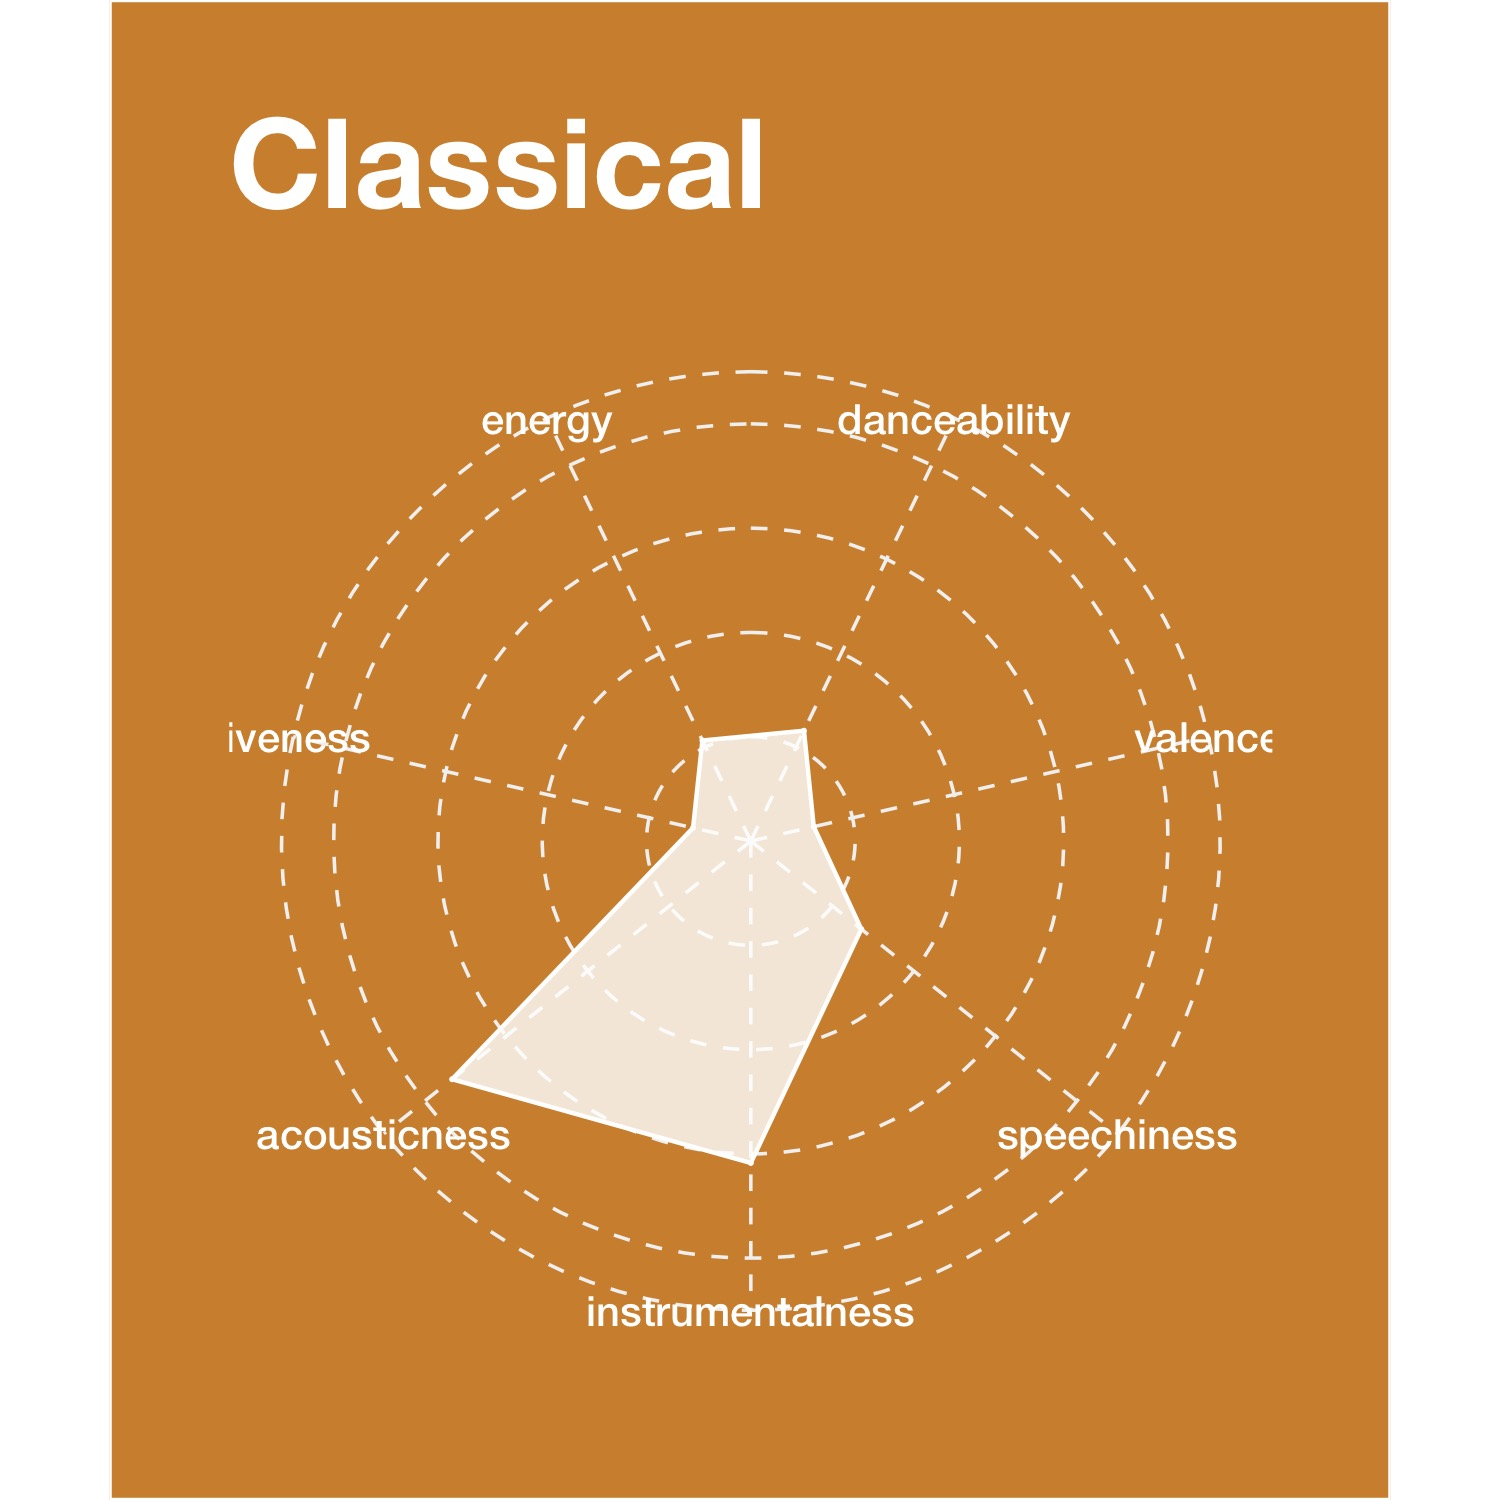 Classical
energy
danceability
iveness
valence
acousticness
speechiness
instrumentalness